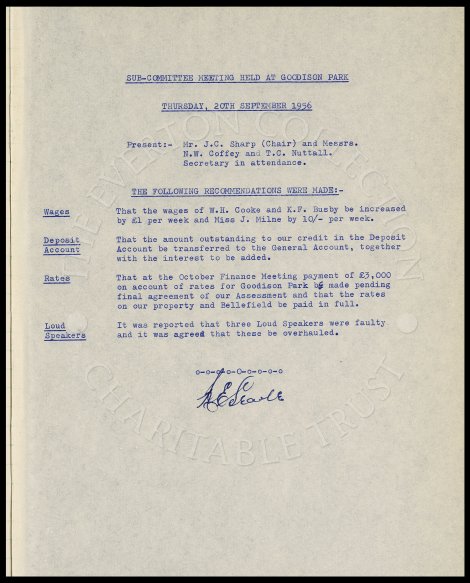 SUB-COMMITTEE MEETING HELD AT GOODISON PARK
THURSDAY, 20TH SEPTEMBER 1956
Present:- Mr. J.C. Sharp (Chair) and Messrs.
N.W. Coffey and T.C. Nuttall.
Secretary in attendance.
THE FOLLOWING RECOMMENDATIONS WERE MADE:-
Wages That the wages of W.H. Cooke and K.F. Busby be increased
by £1 per week and Miss J. Milne by 10/- per week.
Deposit That the amount outstanding to our credit in the Deposit
Account Account be transferred to the General Account, together
with the interest to be added.
Rates That at the October Finance Meeting payment of £3,000
on account of rates for Goodison Park be made pending
final agreement of our Assessment and that the rates
on our property and Bellefield be paid in full.
Loud It was reported that three Loud Speakers were faulty
Speakers and it was agreed that these be overhauled.
o-o-o-o-o-o-o-o-o
THE EVERTON COLLECTION
CHARITABLE TRUST